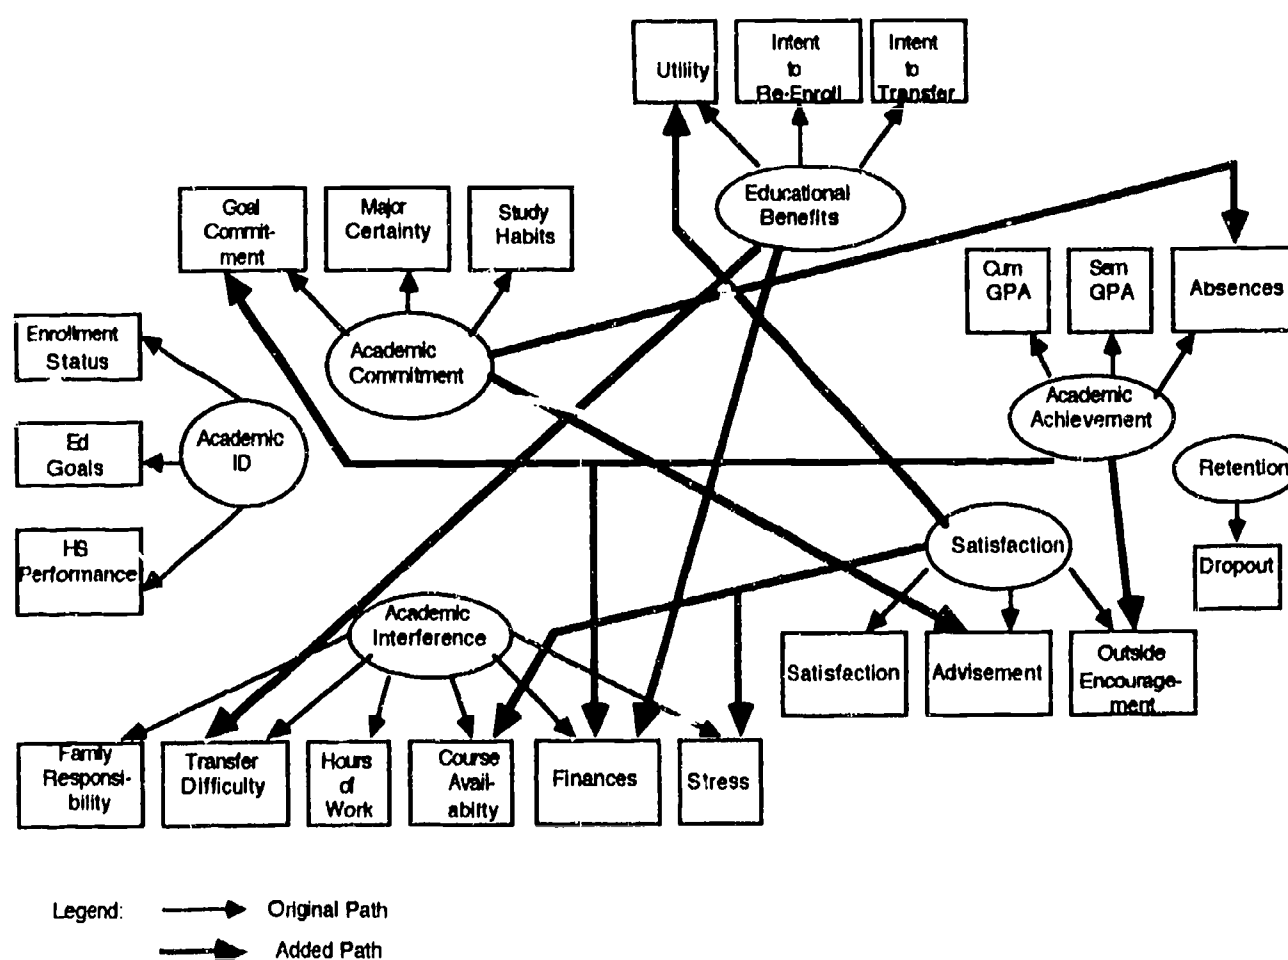 Utility
Intent
to
Re-Enroll
Intent
to
Transfer
Educational
Benefits
Goal
Commit-
ment
Major
Certainty
Study
Habits
Cum
GPA
Sem
GPA
Absences
Enrollment
Status
Academic
Commitment
Academic
Achievement
Ed
Goals
Academic
ID
Retention
HS
Performance
Satisfaction
Dropout
Academic
Interference
Satisfaction
Advisement
Outside
Encourage-
ment
Family
Responsi-
bility
Transfer
Difficulty
Hours
of
Work
Course
Avail-
abilty
Finances
Stress
Legend:
Original Path
Added Path